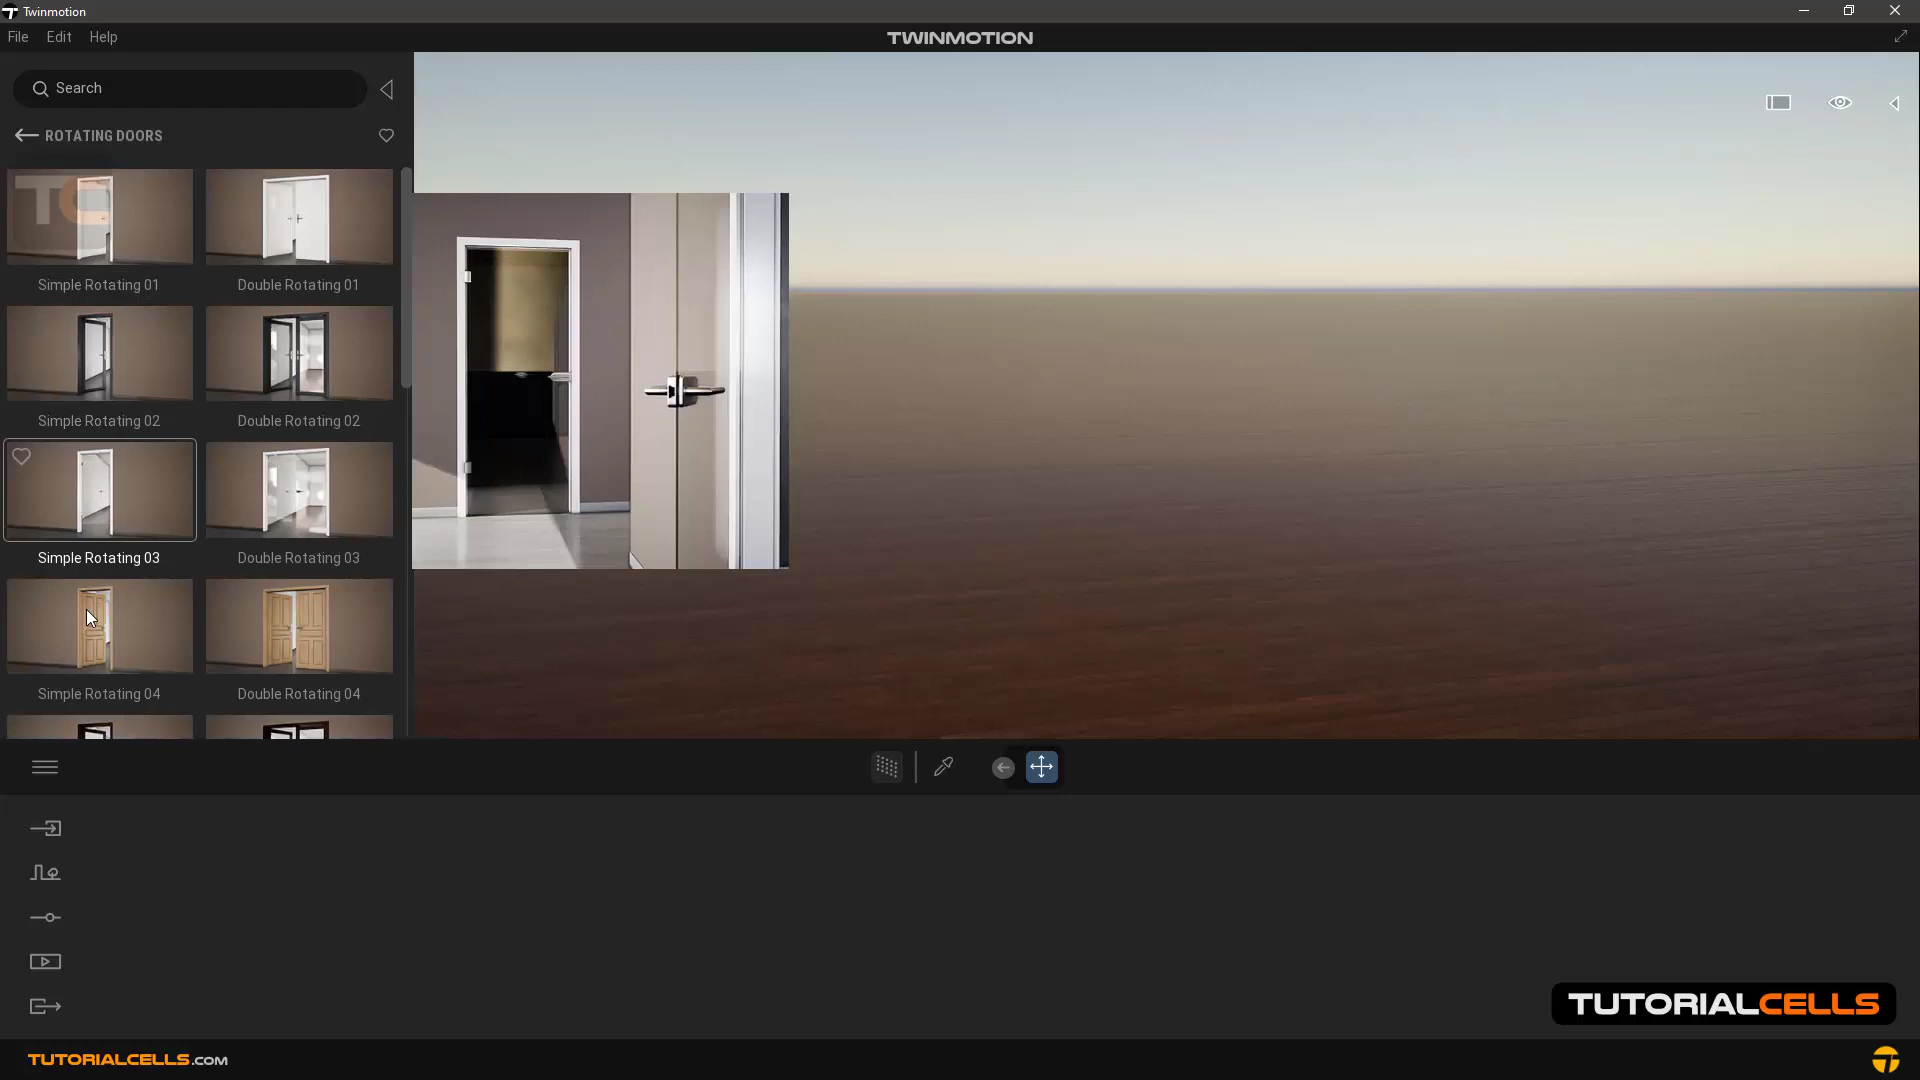 Twinmotion
File Edit Help
TWINMOTION
Search
ROTATING DOORS
TC
Simple Rotating 01
Double Rotating 01
Simple Rotating 02
Double Rotating 02
Simple Rotating 03
Double Rotating 03
Simple Rotating 04
Double Rotating 04
TUTORIALCELLS
TUTORIALCELLS.COM